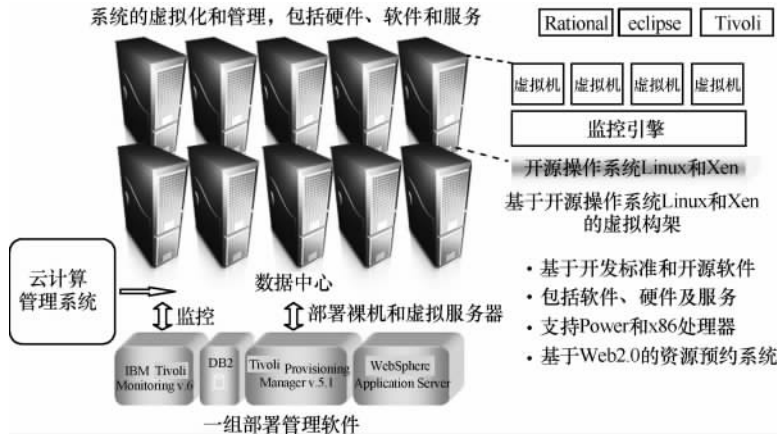 系统的虚拟化和管理，包括硬件、软件和服务
Rational
eclipse
Tivoli
虚拟机
虚拟机
虚拟机
虚拟机
监控引擎
开源操作系统Linux和Xen
基于开源操作系统Linux和Xen
的虚拟构架
云计算
管理系统
数据中心
监控
部署裸机和虚拟服务器
· 基于开发标准和开源软件
· 包括软件、硬件及服务
· 支持Power和x86处理器
· 基于Web2.0的资源预约系统
IBM Tivoli
Monitoring v.6
DB2
Tivoli Provisioning
Manager v.5.1
WebSphere
Application Server
一组部署管理软件